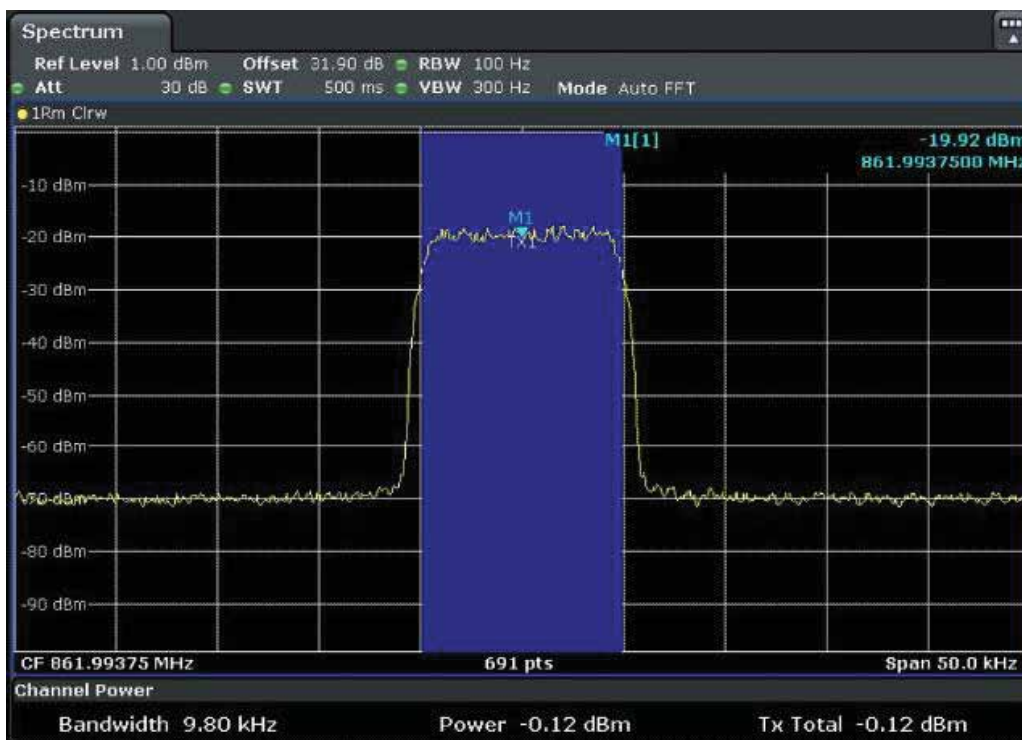 Spectrum
Ref Level 1.00 dBm Offset 31.90 dB RBW 100 Hz
Att 30 dB SWT 500 ms VBW 300 Hz Mode Auto FFT
1Rm Clrw
M1[1] -19.92 dBm
861.9937500 MHz
-10 dBm
M1
-20 dBm
TX1
-30 dBm
-40 dBm
-50 dBm
-60 dBm
-70 dBm
-80 dBm
-90 dBm
CF 861.99375 MHz 691 pts Span 50.0 kHz
Channel Power
Bandwidth 9.80 kHz Power -0.12 dBm Tx Total -0.12 dBm